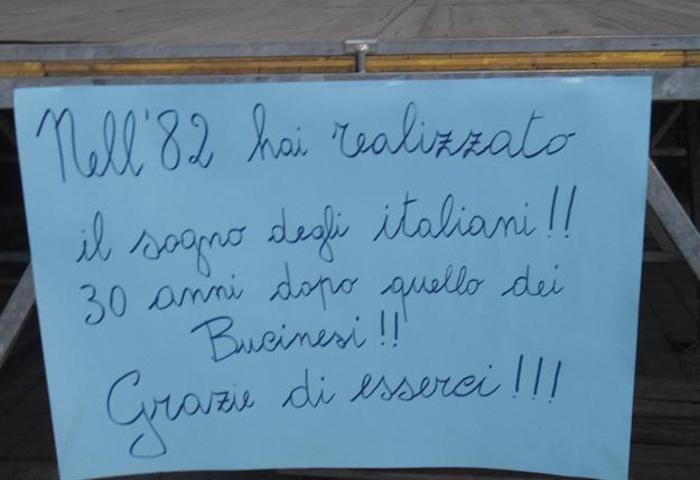 Nell'82 hai realizzato
il sogno degli italiani!!
30 anni dopo quello dei
Bucinesi!!
Grazie di esserci!!!